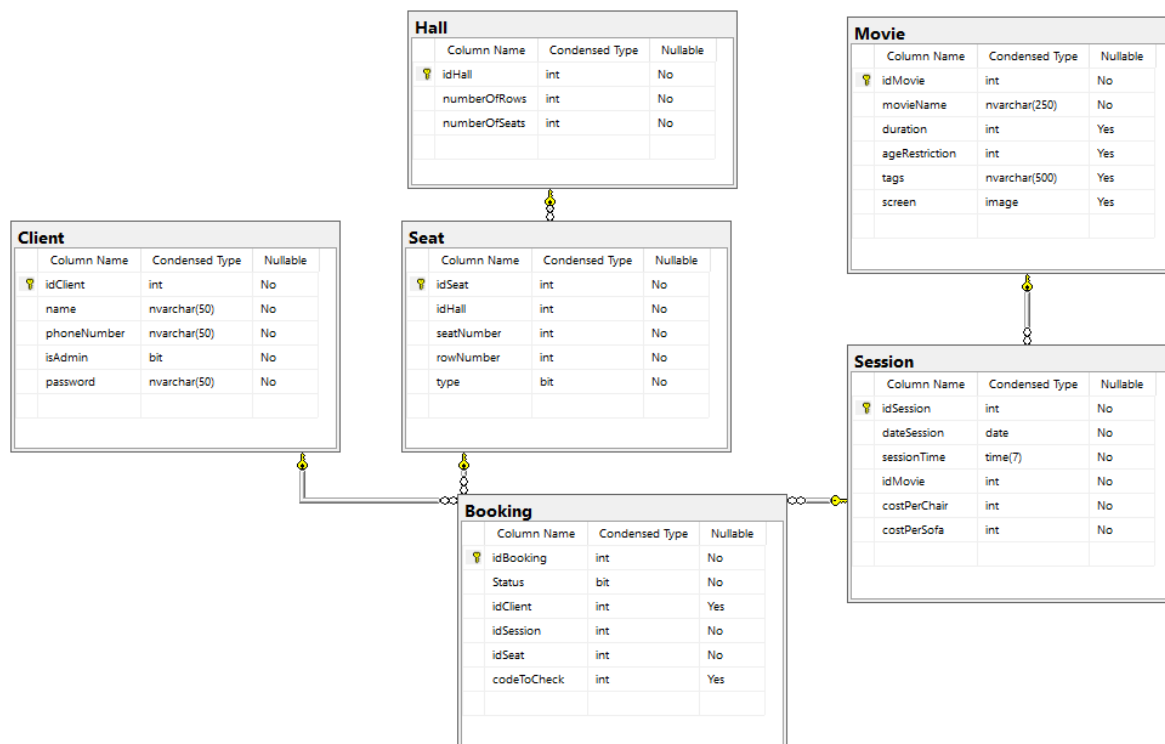 Hall
Column Name Condensed Type Nullable
idHall int No
numberOfRows int No
numberOfSeats int No
Movie
Column Name Condensed Type Nullable
idMovie int No
movieName nvarchar(250) No
duration int Yes
ageRestriction int Yes
tags nvarchar(500) Yes
screen image Yes
Client
Column Name Condensed Type Nullable
idClient int No
name nvarchar(50) No
phoneNumber nvarchar(50) No
isAdmin bit No
password nvarchar(50) No
Seat
Column Name Condensed Type Nullable
idSeat int No
idHall int No
seatNumber int No
rowNumber int No
type bit No
Session
Column Name Condensed Type Nullable
idSession int No
dateSession date No
sessionTime time(7) No
idMovie int No
costPerChair int No
costPerSofa int No
Booking
Column Name Condensed Type Nullable
idBooking int No
Status bit No
idClient int Yes
idSession int No
idSeat int No
codeToCheck int Yes